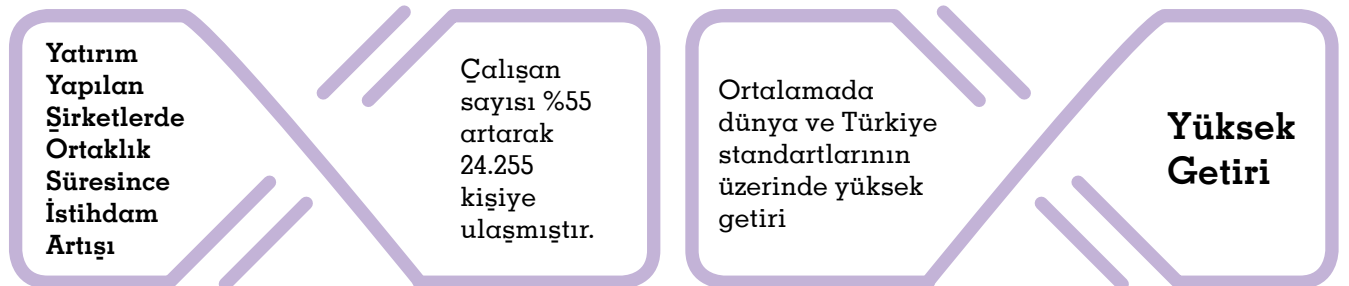 Yatırım
Yapılan
Şirketlerde
Ortaklık
Süresince
İstihdam
Artışı
Çalışan
sayısı %55
artarak
24.255
kişiye
ulaşmıştır.
Ortalamada
dünya ve Türkiye
standartlarının
üzerinde yüksek
getiri
Yüksek
Getiri